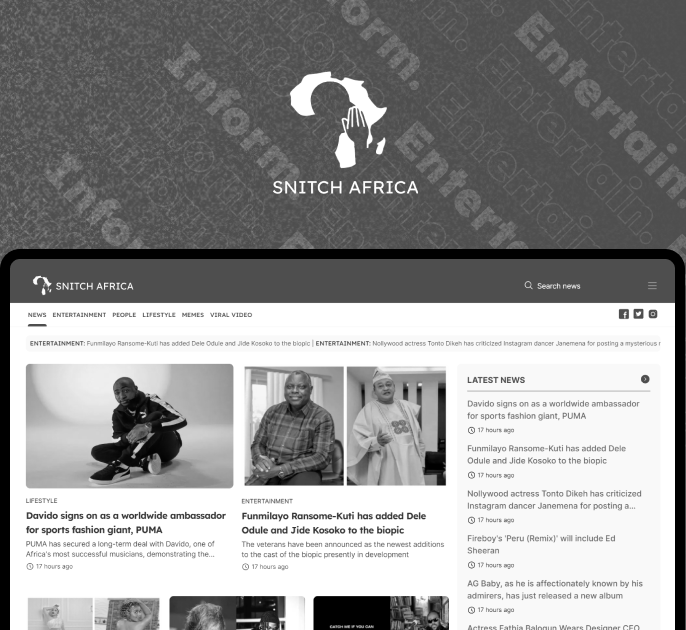 Inform.
Entertain.
Inform.
Entertain.
Inform.
SNITCH AFRICA
SNITCH AFRICA
Search news
NEWS ENTERTAINMENT PEOPLE LIFESTYLE MEMES VIRAL VIDEO
ENTERTAINMENT: Funmilayo Ransome-Kuti has added Dele Odule and Jide Kosoko to the biopic | ENTERTAINMENT: Nollywood actress Tonto Dikeh has criticized Instagram dancer Janemena for posting a mysterious
LIFESTYLE
Davido signs on as a worldwide ambassador
for sports fashion giant, PUMA
PUMA has secured a long-term deal with Davido, one of
Africa's most successful musicians, demonstrating the...
17 hours ago
ENTERTAINMENT
Funmilayo Ransome-Kuti has added Dele
Odule and Jide Kosoko to the biopic
The veterans have been announced as the newest additions
to the cast of the biopic presently in development
17 hours ago
LATEST NEWS
Davido signs on as a worldwide ambassador
for sports fashion giant, PUMA
17 hours ago
Funmilayo Ransome-Kuti has added Dele
Odule and Jide Kosoko to the biopic
17 hours ago
Nollywood actress Tonto Dikeh has criticized
Instagram dancer Janemena for posting a...
17 hours ago
Fireboy's 'Peru (Remix)' will include Ed
Sheeran
17 hours ago
AG Baby, as he is affectionately known by his
admirers, has just released a new album
17 hours ago
Actress Fathia Balogun Wears Designer CEO
CATCH ME IF YOU CAN